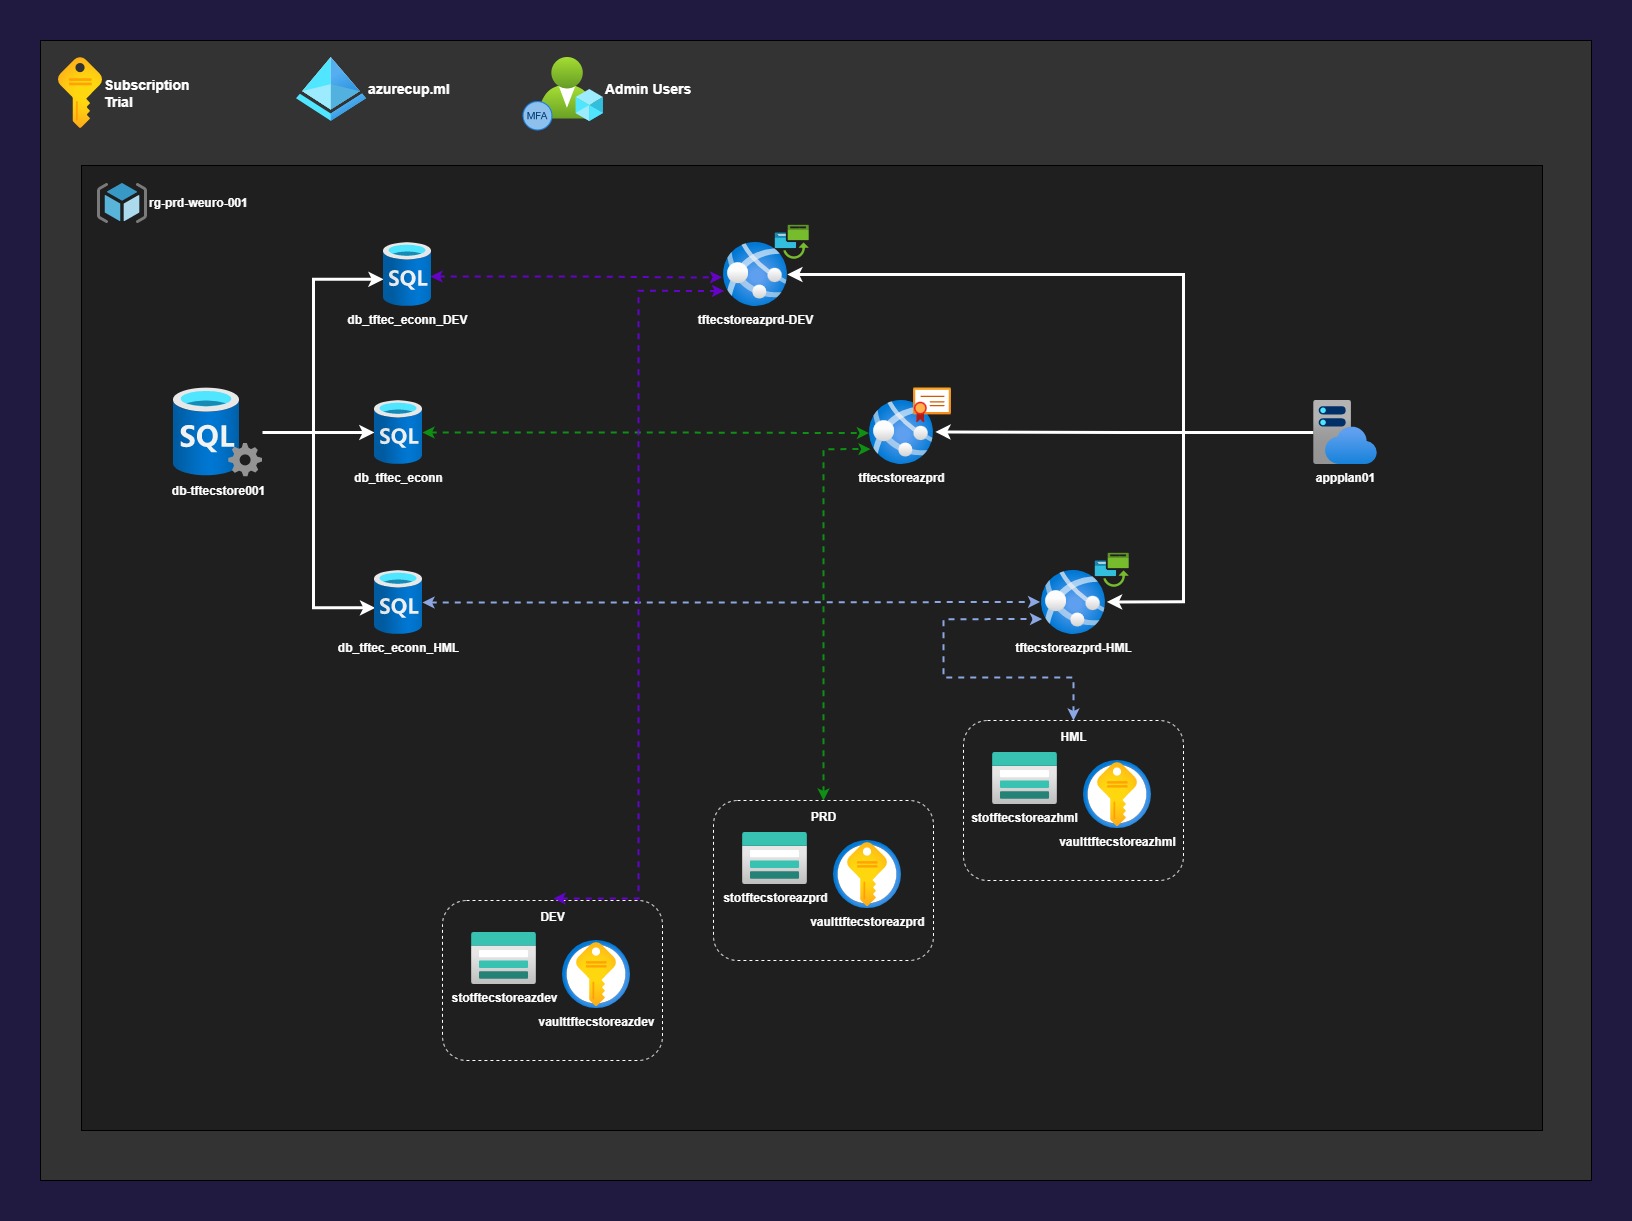 Subscription
Trial
azurecup.ml
MFA
Admin Users
rg-prd-weuro-001
SQL
db_tftec_econn_DEV
tftecstoreazprd-DEV
SQL
db-tftecstore001
SQL
db_tftec_econn
tftecstoreazprd
appplan01
SQL
db_tftec_econn_HML
tftecstoreazprd-HML
HML
stotftecstoreazhml
vaulttftecstoreazhml
PRD
stotftecstoreazprd
vaulttftecstoreazprd
DEV
stotftecstoreazdev
vaulttftecstoreazdev